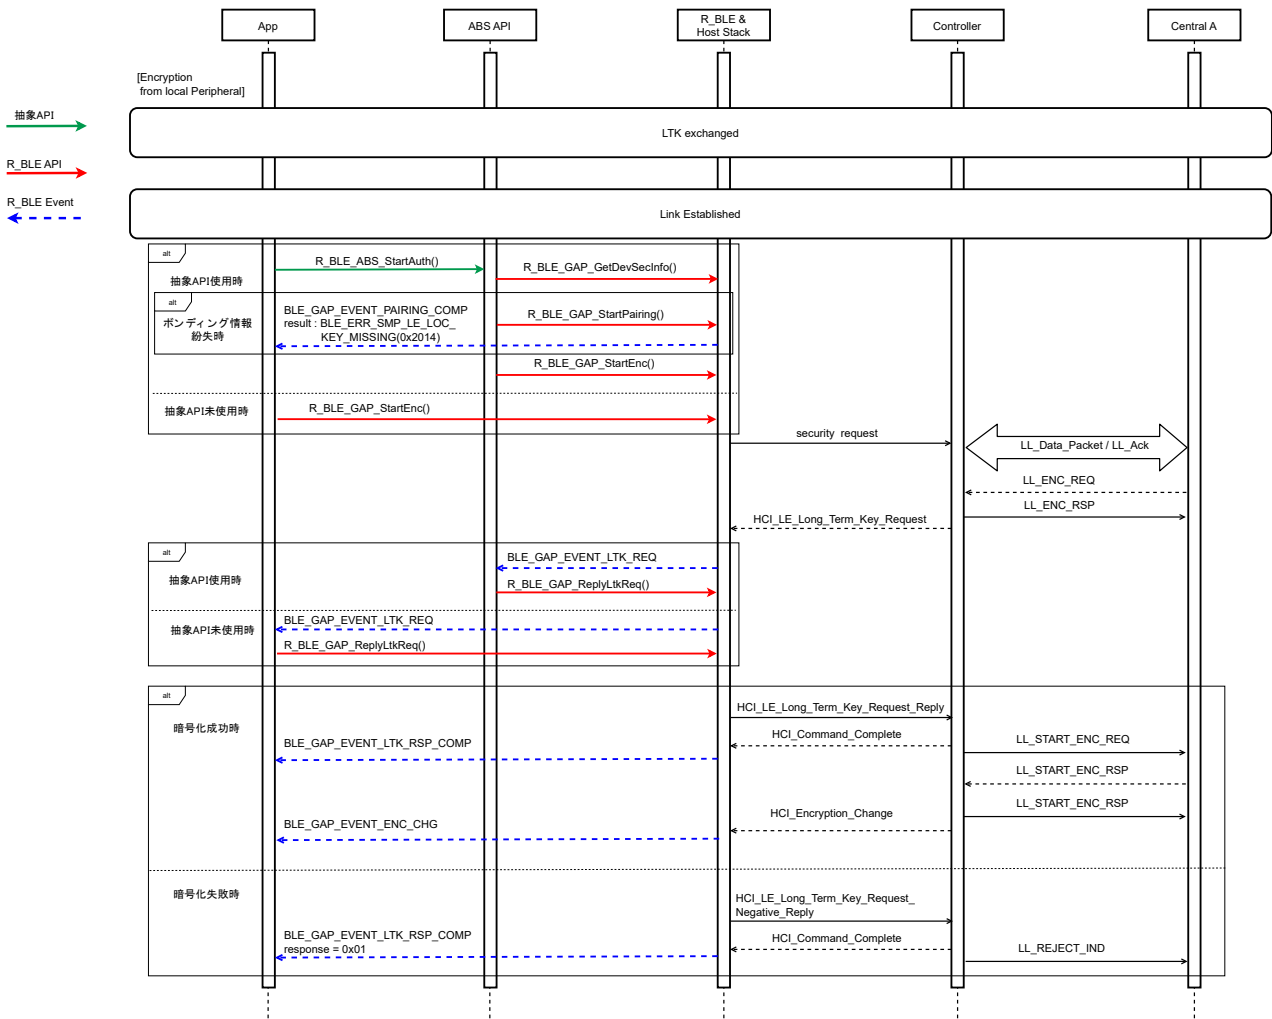 App
ABS API
R_BLE &
Host Stack
Controller
Central A
[Encryption
from local Peripheral]
抽象API
LTK exchanged
R_BLE API
R_BLE Event
Link Established
alt
R_BLE_ABS_StartAuth()
R_BLE_GAP_GetDevSecInfo()
抽象API使用時
alt
ボンディング情報
紛失時
BLE_GAP_EVENT_PAIRING_COMP
result : BLE_ERR_SMP_LE_LOC_
KEY_MISSING(0x2014)
R_BLE_GAP_StartPairing()
R_BLE_GAP_StartEnc()
抽象API未使用時
R_BLE_GAP_StartEnc()
security request
LL_Data_Packet / LL_Ack
LL_ENC_REQ
LL_ENC_RSP
HCI_LE_Long_Term_Key_Request
alt
BLE_GAP_EVENT_LTK_REQ
抽象API使用時
R_BLE_GAP_ReplyLtkReq()
BLE_GAP_EVENT_LTK_REQ
抽象API未使用時
R_BLE_GAP_ReplyLtkReq()
alt
HCI_LE_Long_Term_Key_Request_Reply
暗号化成功時
HCI_Command_Complete
BLE_GAP_EVENT_LTK_RSP_COMP
LL_START_ENC_REQ
LL_START_ENC_RSP
LL_START_ENC_RSP
HCI_Encryption_Change
BLE_GAP_EVENT_ENC_CHG
暗号化失敗時
HCI_LE_Long_Term_Key_Request_
Negative_Reply
BLE_GAP_EVENT_LTK_RSP_COMP
response = 0x01
HCI_Command_Complete
LL_REJECT_IND